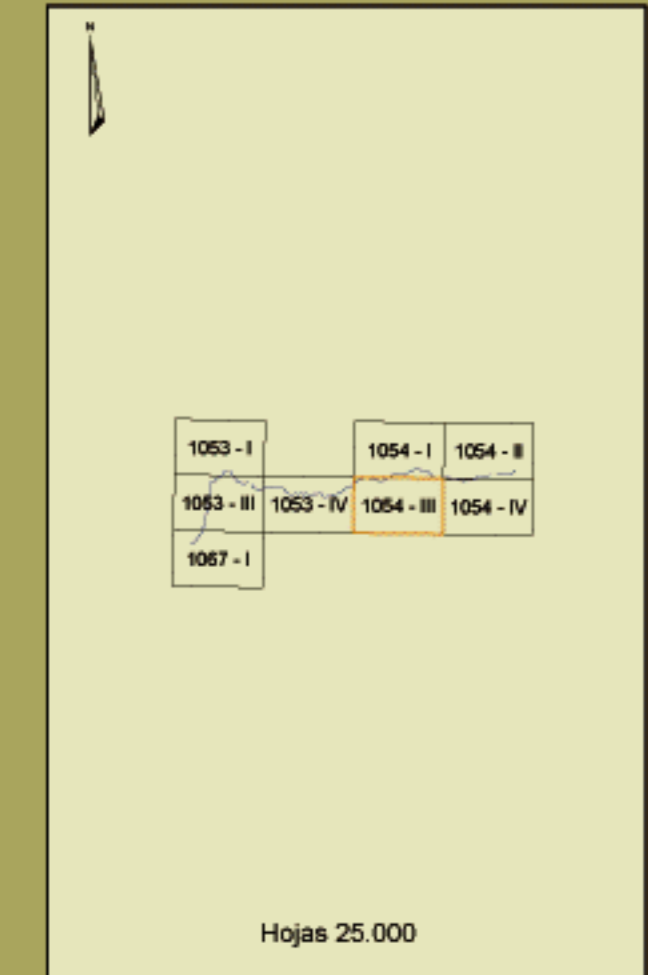 N
1053 - I
1054 - I
1054 - II
1053 - III
1053 - IV
1054 - III
1054 - IV
1067 - I
Hojas 25.000